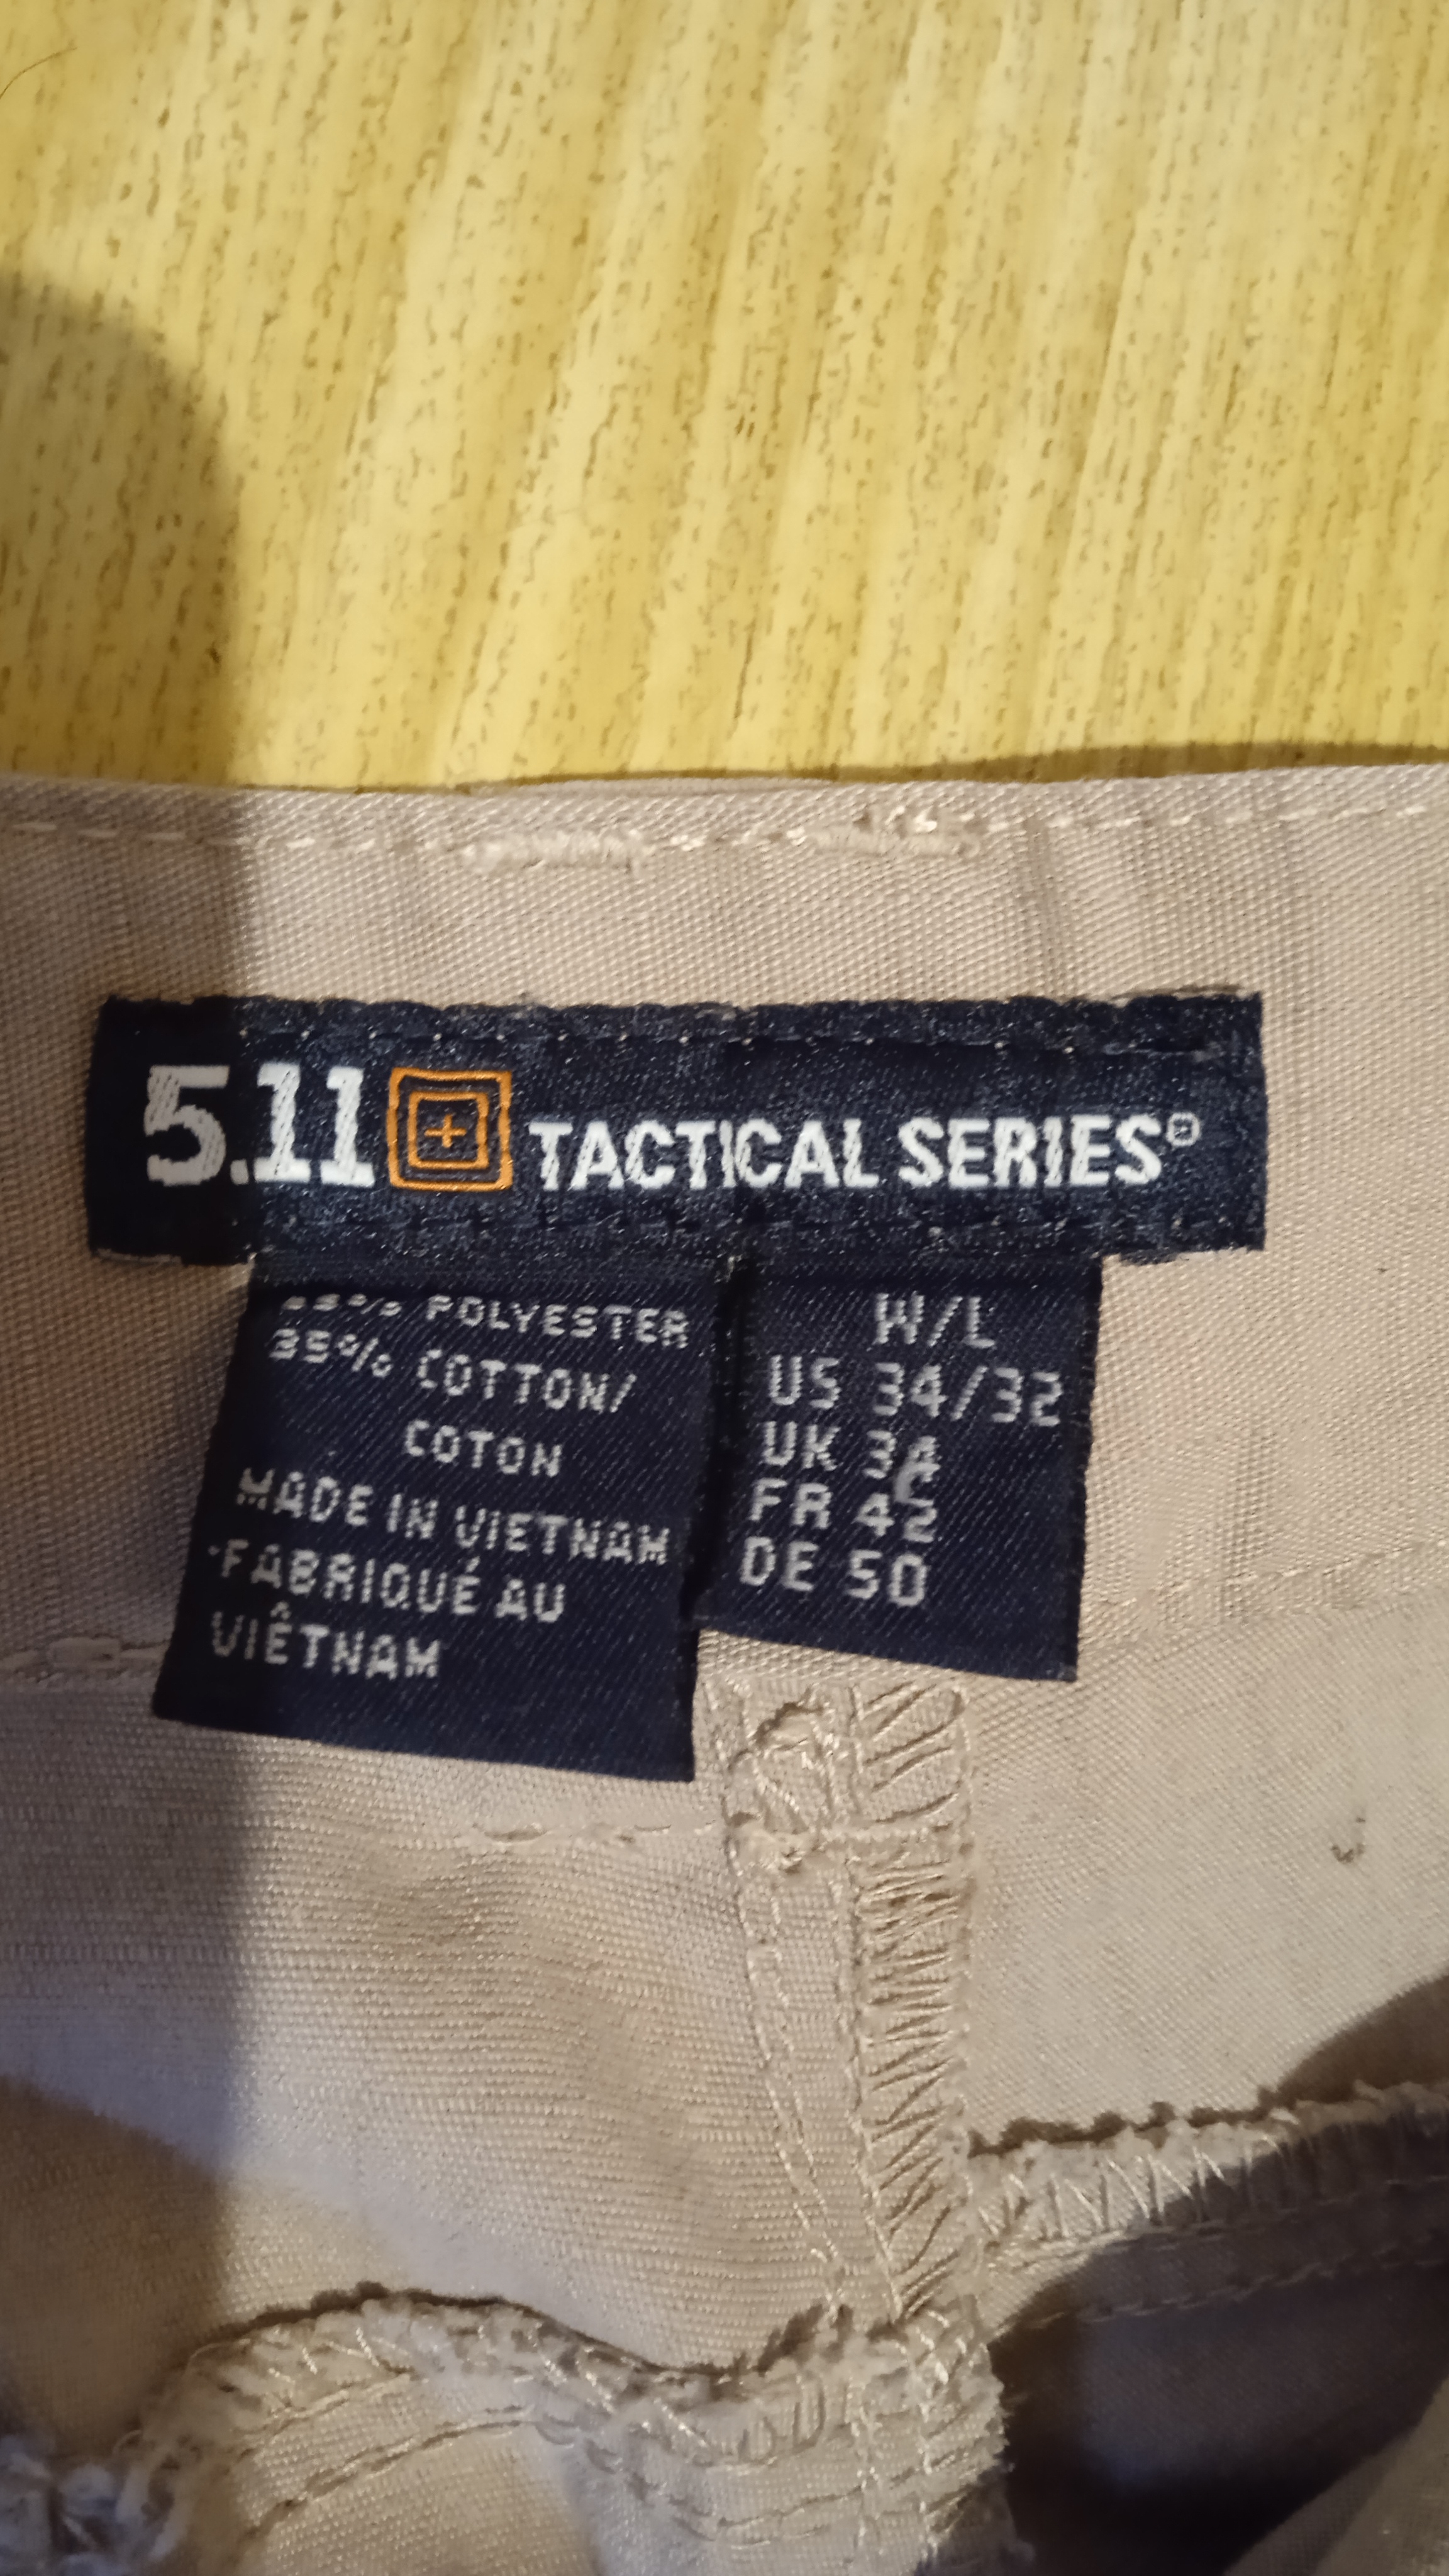 5.11 TACTICAL SERIES®
% POLYESTER
35% COTTON/
COTON
MADE IN VIETNAM
FABRIQUÉ AU
VIÊTNAM
W/L
US 34/32
UK 34
FR 42
DE 50